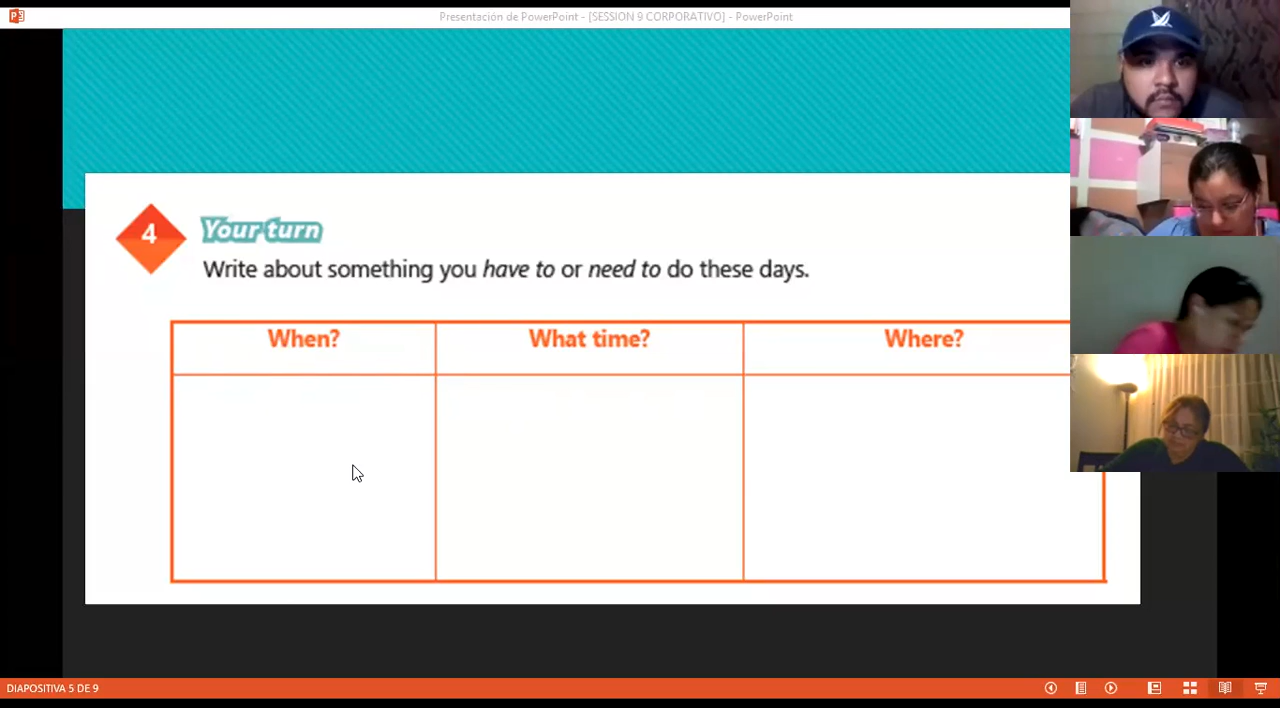 Presentación de PowerPoint - [SESSION 9 CORPORATIVO] - PowerPoint
4
Your turn
Write about something you have to or need to do these days.
When? What time? Where?
DIAPOSITIVA 5 DE 9